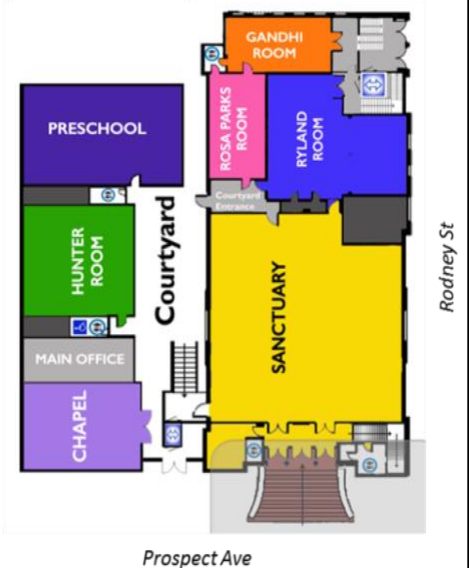 GANDHI
ROOM
PRESCHOOL
ROSA PARKS
ROOM
RYLAND
ROOM
Courtyard
Entrance
Courtyard
HUNTER
ROOM
SANCTUARY
MAIN OFFICE
CHAPEL
Rodney St
Prospect Ave